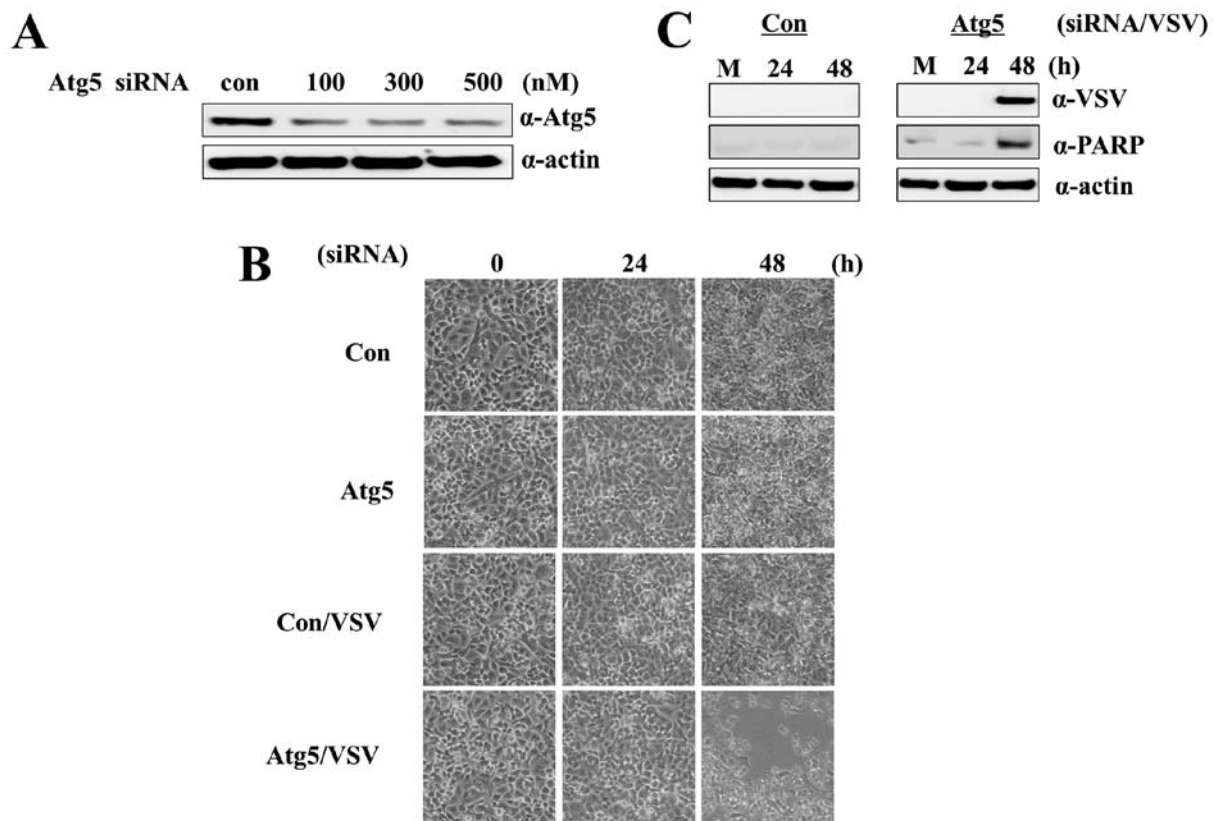 A
Atg5 siRNA con 100 300 500 (nM)
α-Atg5
α-actin
C
Con Atg5 (siRNA/VSV)
M 24 48 M 24 48 (h)
α-VSV
α-PARP
α-actin
B
(siRNA) 0 24 48 (h)
Con
Atg5
Con/VSV
Atg5/VSV